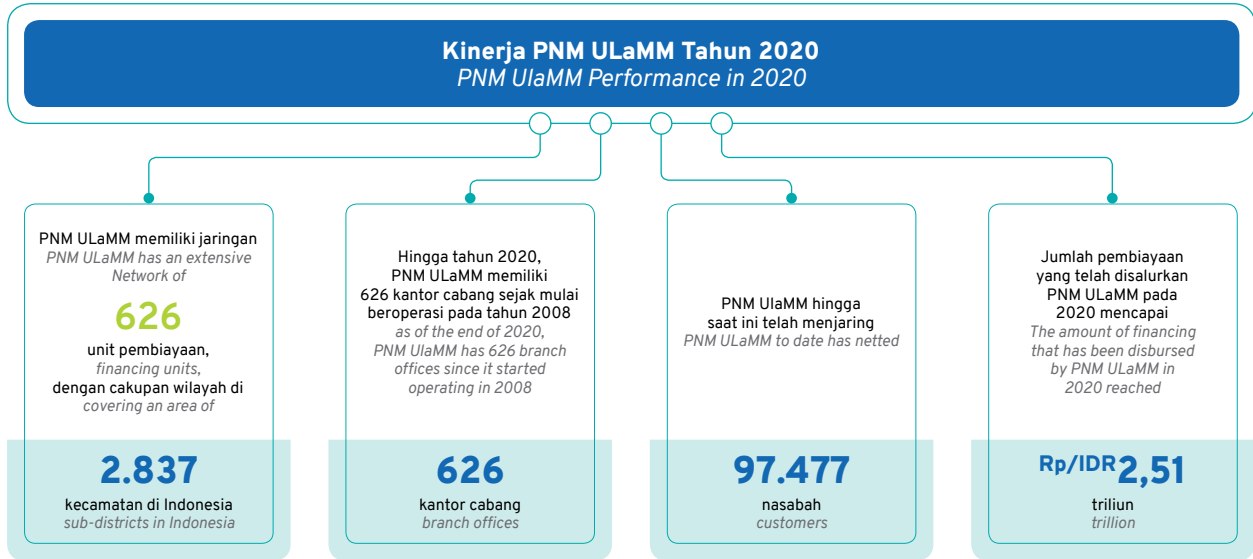 Kinerja PNM ULaMM Tahun 2020
PNM UlaMM Performance in 2020
PNM ULaMM memiliki jaringan
PNM ULaMM has an extensive
Network of
626
unit pembiayaan,
financing units,
dengan cakupan wilayah di
covering an area of
2.837
kecamatan di Indonesia
sub-districts in Indonesia
Hingga tahun 2020,
PNM ULaMM memiliki
626 kantor cabang sejak mulai
beroperasi pada tahun 2008
as of the end of 2020,
PNM UlaMM has 626 branch
offices since it started
operating in 2008
626
kantor cabang
branch offices
PNM UlaMM hingga
saat ini telah menjaring
PNM ULaMM to date has netted
97.477
nasabah
customers
Jumlah pembiayaan
yang telah disalurkan
PNM ULaMM pada
2020 mencapai
The amount of financing
that has been disbursed
by PNM ULaMM in
2020 reached
Rp/IDR 2,51
triliun
trillion